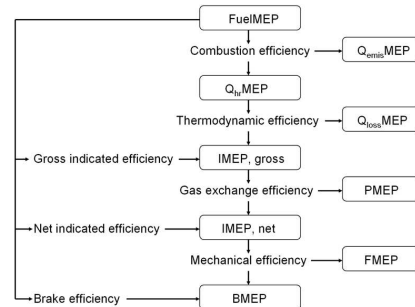 FuelMEP
Combustion efficiency
QemisMEP
QhrMEP
Thermodynamic efficiency
QlossMEP
Gross indicated efficiency
IMEP, gross
Gas exchange efficiency
PMEP
Net indicated efficiency
IMEP, net
Mechanical efficiency
FMEP
Brake efficiency
BMEP